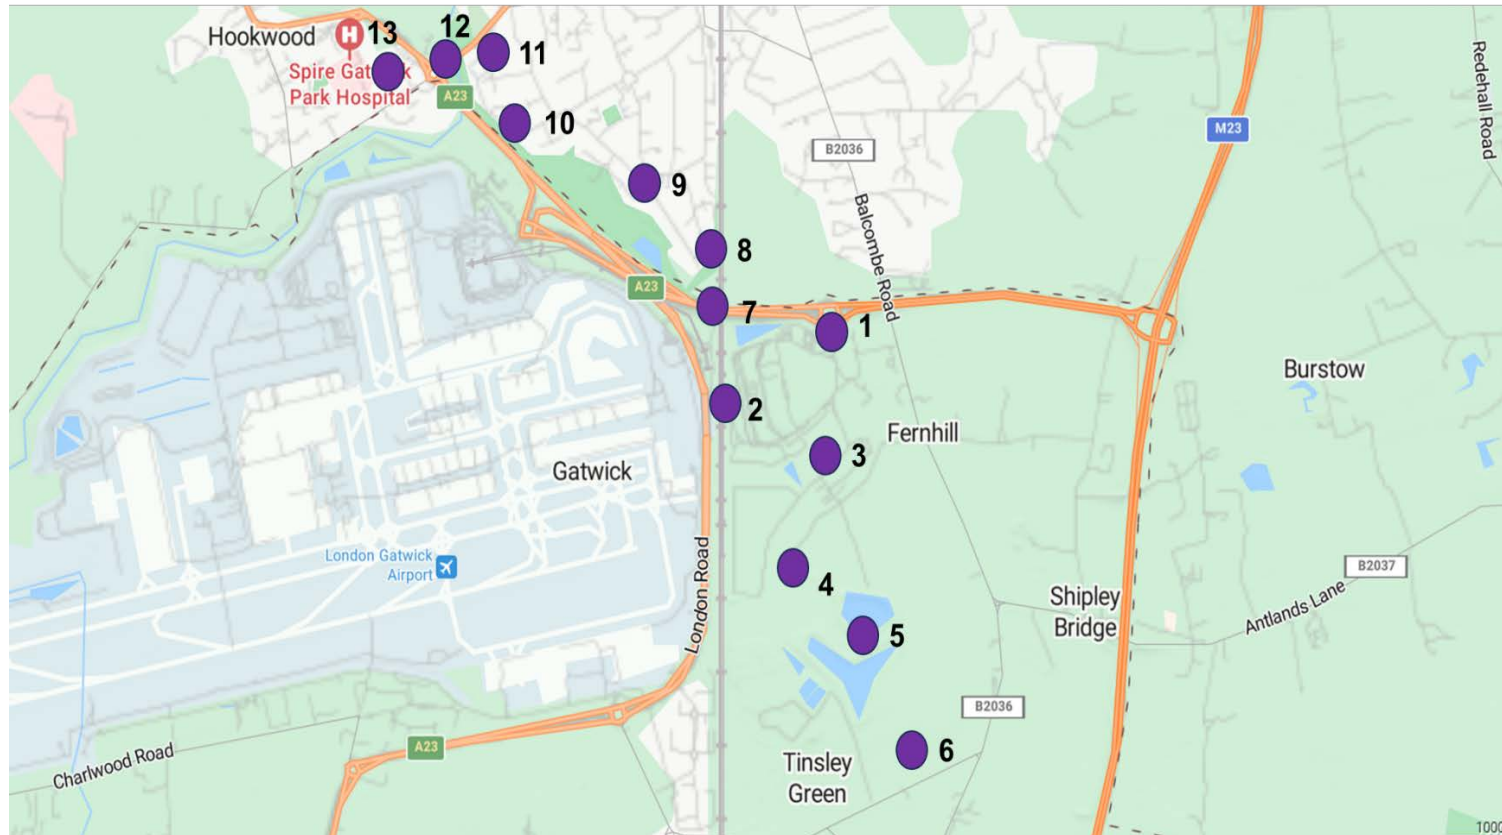 Hookwood
H
13
12
11
Spire Gat k
Park Hospital
A23
10
9
8
A23
7
1
B2036
Balcombe Road
M23
Redehall Road
Burstow
2
Fernhill
3
Gatwick
London Gatwick
Airport
London Road
4
5
6
Shipley
Bridge
B2037
Antlands Lane
B2036
Tinsley
Green
A23
Charlwood Road
1000